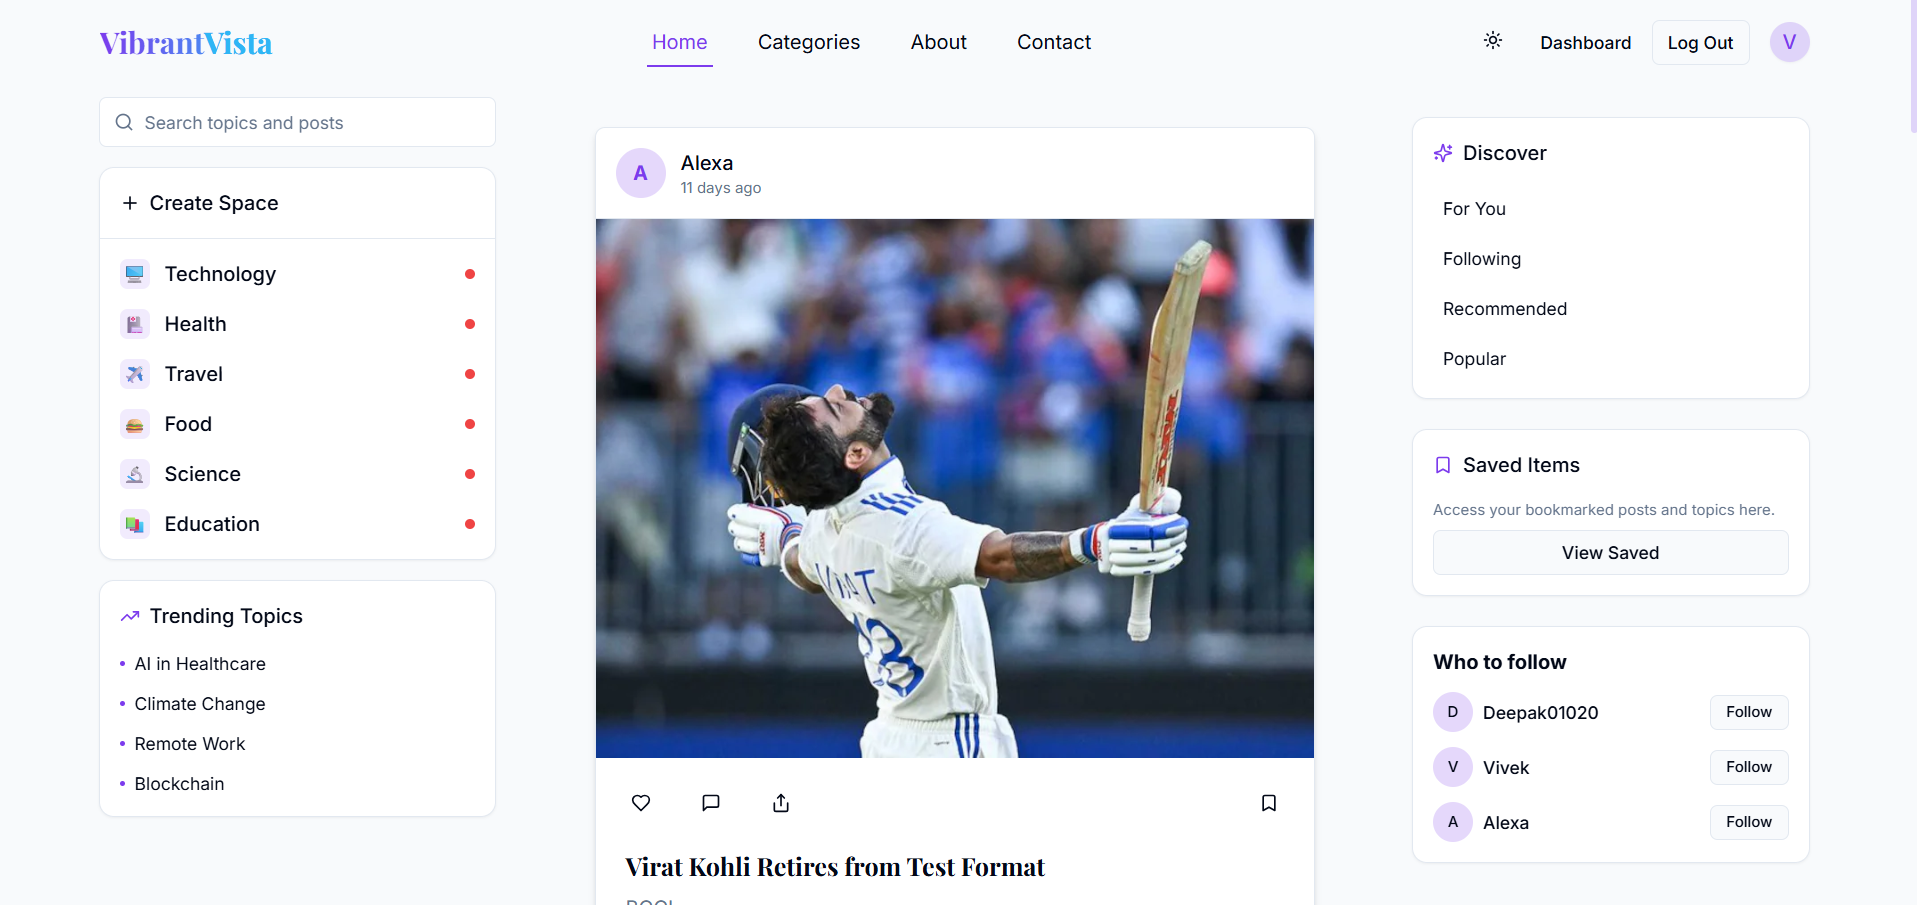 VibrantVista
Home
Categories
About
Contact
Dashboard
Log Out
V
Search topics and posts
Create Space
Technology
Health
Travel
Food
Science
Education
Trending Topics
AI in Healthcare
Climate Change
Remote Work
Blockchain
A
Alexa
11 days ago
VIRAT
MRF
Virat Kohli Retires from Test Format
Discover
For You
Following
Recommended
Popular
Saved Items
Access your bookmarked posts and topics here.
View Saved
Who to follow
D
Deepak01020
Follow
V
Vivek
Follow
A
Alexa
Follow